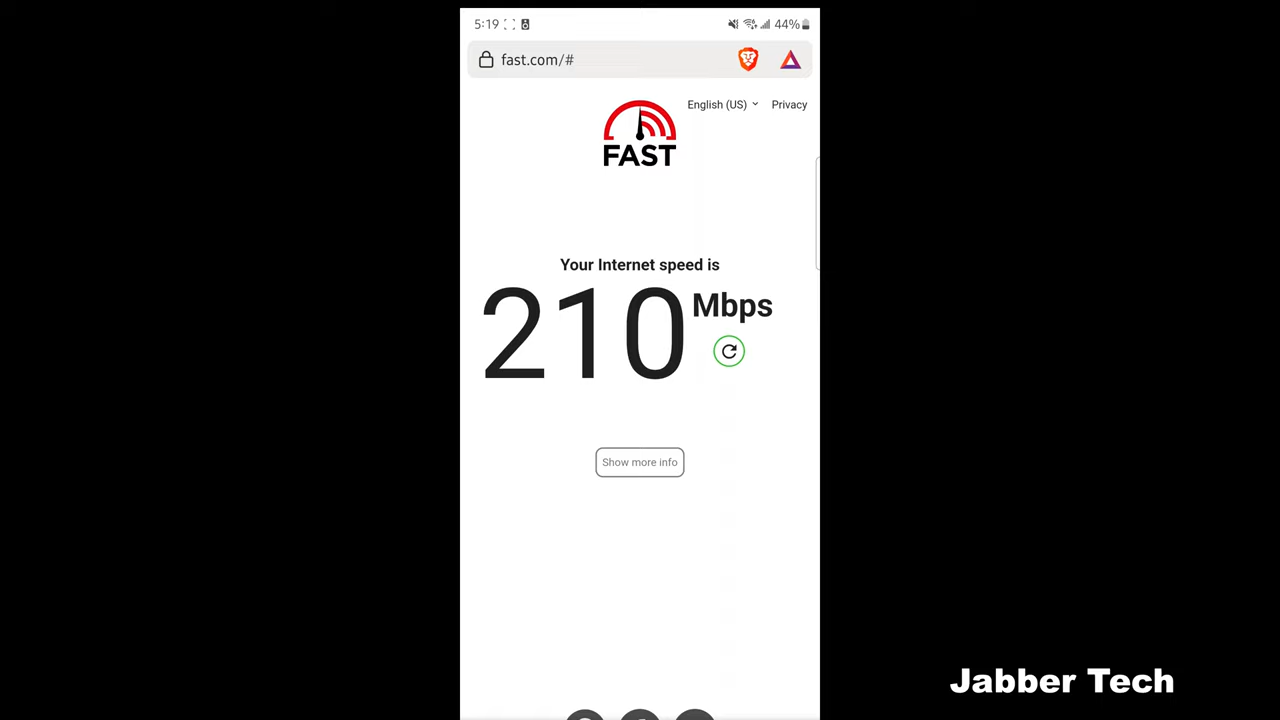 5:19 44%
fast.com/#
English (US) Privacy
FAST
Your Internet speed is
210 Mbps
Show more info
Jabber Tech